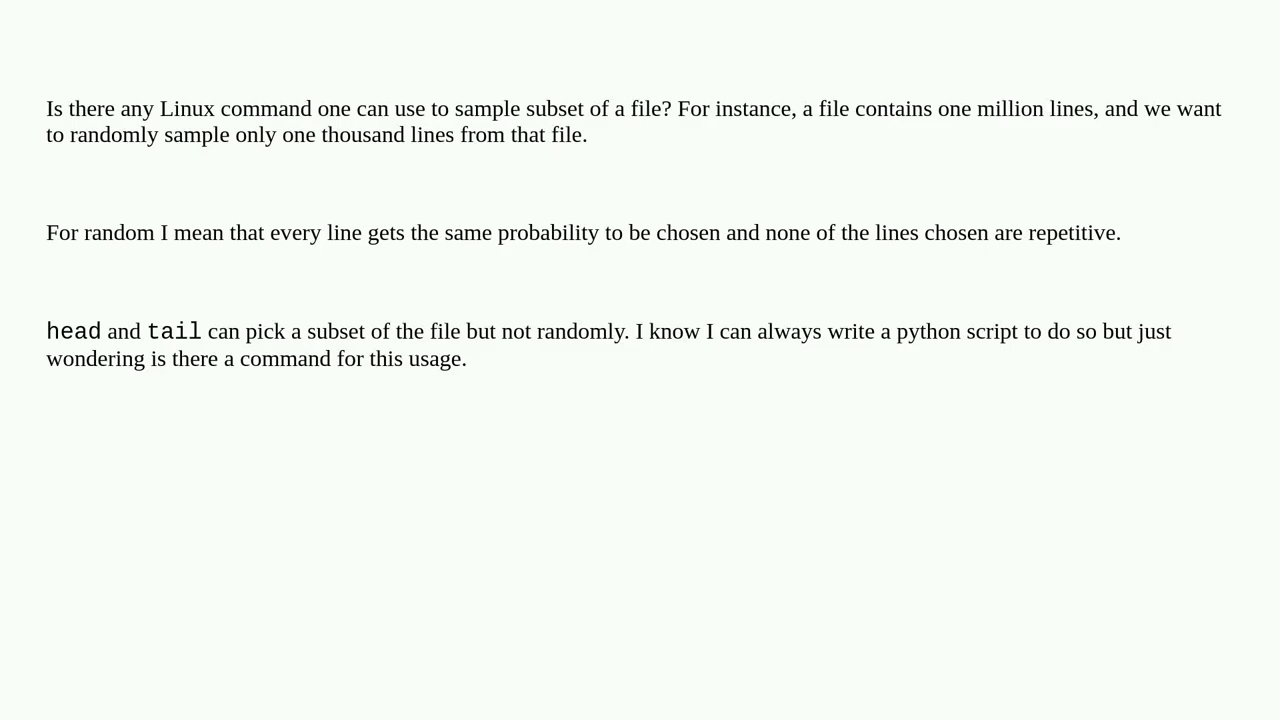 Is there any Linux command one can use to sample subset of a file? For instance, a file contains one million lines, and we want
to randomly sample only one thousand lines from that file.
For random I mean that every line gets the same probability to be chosen and none of the lines chosen are repetitive.
head and tail can pick a subset of the file but not randomly. I know I can always write a python script to do so but just
wondering is there a command for this usage.